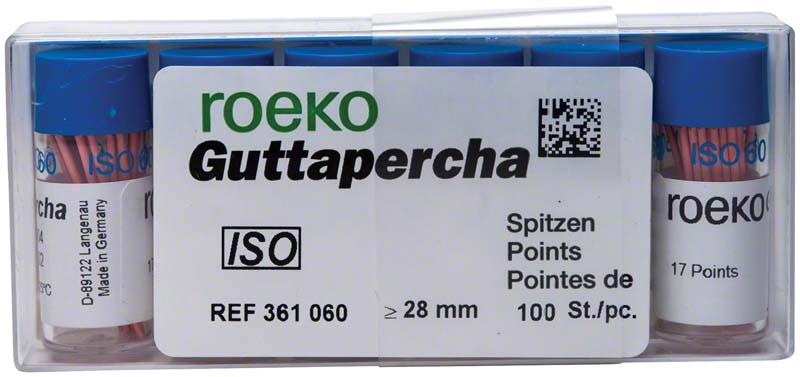 roeko
Guttapercha
ISO
Spitzen
Points
Pointes de
REF 361 060
≥ 28 mm
100 St./pc.
60
ISO 6
rcha
D-89122 Langenau
Made in Germany
ISO 60
roeko
17 Points